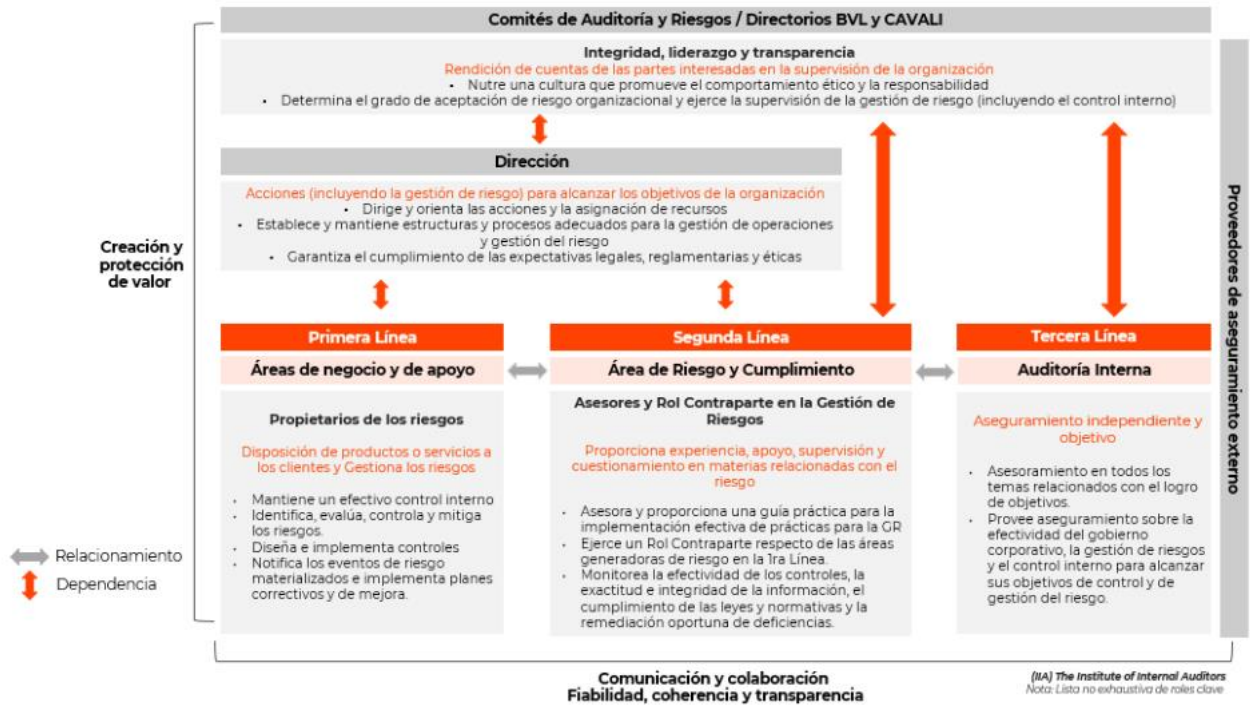 Comités de Auditoría y Riesgos / Directorios BVL y CAVALI
Integridad, liderazgo y transparencia
Rendición de cuentas de las partes interesadas en la supervisión de la organización
• Nutre una cultura que promueve el comportamiento ético y la responsabilidad
• Determina el grado de aceptación de riesgo organizacional y ejerce la supervisión de la gestión de riesgo (incluyendo el control interno)
Dirección
Acciones (incluyendo la gestión de riesgo) para alcanzar los objetivos de la organización
• Dirige y orienta las acciones y la asignación de recursos
• Establece y mantiene estructuras y procesos adecuados para la gestión de operaciones
y gestión del riesgo
• Garantiza el cumplimiento de las expectativas legales, reglamentarias y éticas
Creación y
protección
de valor
Primera Línea
Áreas de negocio y de apoyo
Propietarios de los riesgos
Disposición de productos o servicios a
los clientes y Gestiona los riesgos
• Mantiene un efectivo control interno
• Identifica, evalúa, controla y mitiga
los riesgos.
• Diseña e implementa controles
• Notifica los eventos de riesgo
materializados e implementa planes
correctivos y de mejora.
Segunda Línea
Área de Riesgo y Cumplimiento
Asesores y Rol Contraparte en la Gestión de
Riesgos
Proporciona experiencia, apoyo, supervisión y
cuestionamiento en materias relacionadas con el
riesgo
• Asesora y proporciona una guía práctica para la
implementación efectiva de prácticas para la GR
• Ejerce un Rol Contraparte respecto de las áreas
generadoras de riesgo en la 1ra Línea.
• Monitorea la efectividad de los controles, la
exactitud e integridad de la información, el
cumplimiento de las leyes y normativas y la
remediación oportuna de deficiencias.
Tercera Línea
Auditoría Interna
Aseguramiento independiente y
objetivo
• Asesoramiento en todos los
temas relacionados con el logro
de objetivos.
• Provee aseguramiento sobre la
efectividad del gobierno
corporativo, la gestión de riesgos
y el control interno para alcanzar
sus objetivos de control y de
gestión del riesgo.
Proveedores de aseguramiento externo
Relacionamiento
Dependencia
Comunicación y colaboración
Fiabilidad, coherencia y transparencia
(IIA) The Institute of Internal Auditors
Nota: Lista no exhaustiva de roles clave